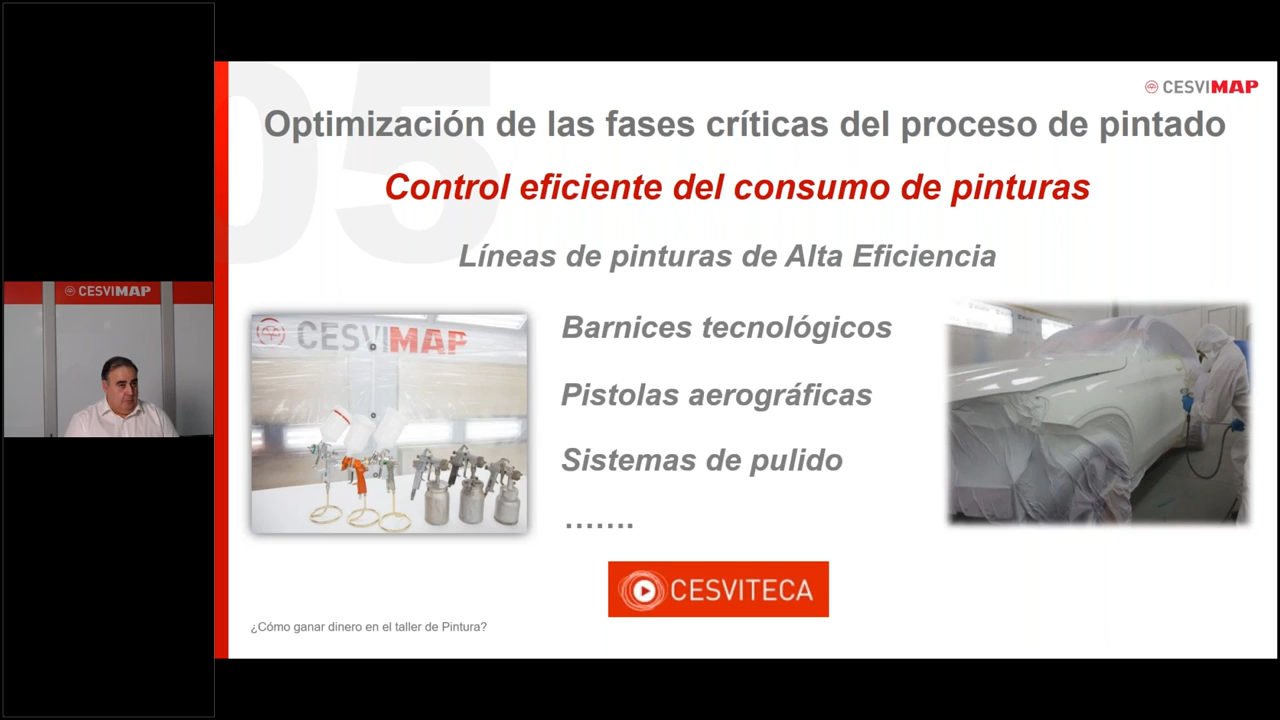 CESVIMAP
05
CESVIMAP
Optimización de las fases críticas del proceso de pintado
Control eficiente del consumo de pinturas
Líneas de pinturas de Alta Eficiencia
CESVIMAP
Barnices tecnológicos
Pistolas aerográficas
Sistemas de pulido
.......
CESVITECA
¿Cómo ganar dinero en el taller de Pintura?